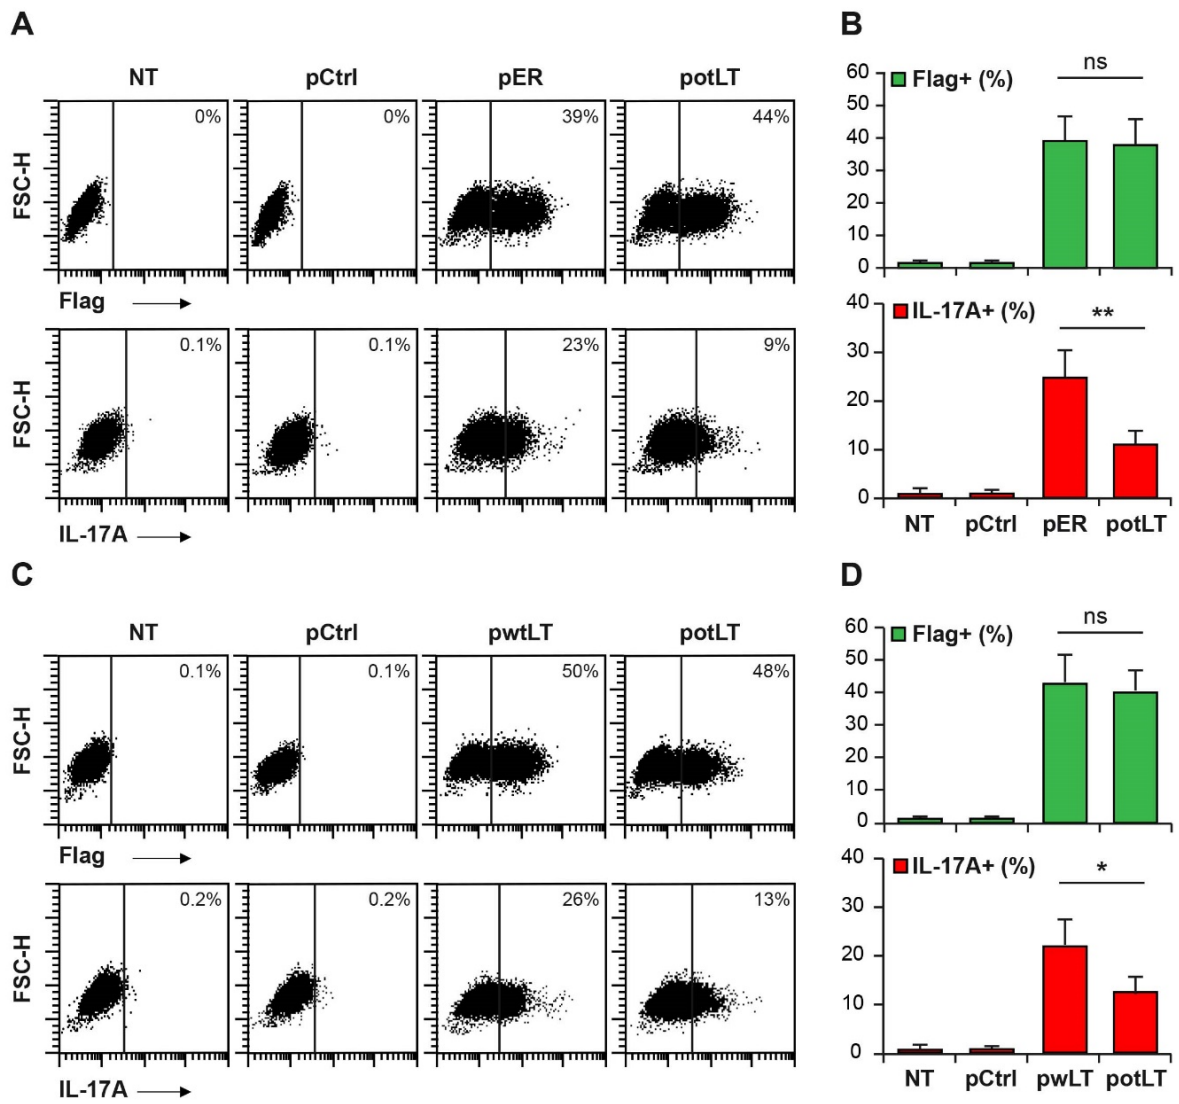 A
NT pCtrl pER potLT
FSC-H
0% 0% 39% 44%
Flag
FSC-H
0.1% 0.1% 23% 9%
IL-17A
B
Flag+ (%)
ns
60
50
40
30
20
10
0
IL-17A+ (%)
**
40
30
20
10
0
NT pCtrl pER potLT
C
NT pCtrl pwtLT potLT
FSC-H
0.1% 0.1% 50% 48%
Flag
FSC-H
0.2% 0.2% 26% 13%
IL-17A
D
Flag+ (%)
ns
60
50
40
30
20
10
0
IL-17A+ (%)
*
40
30
20
10
0
NT pCtrl pwLT potLT